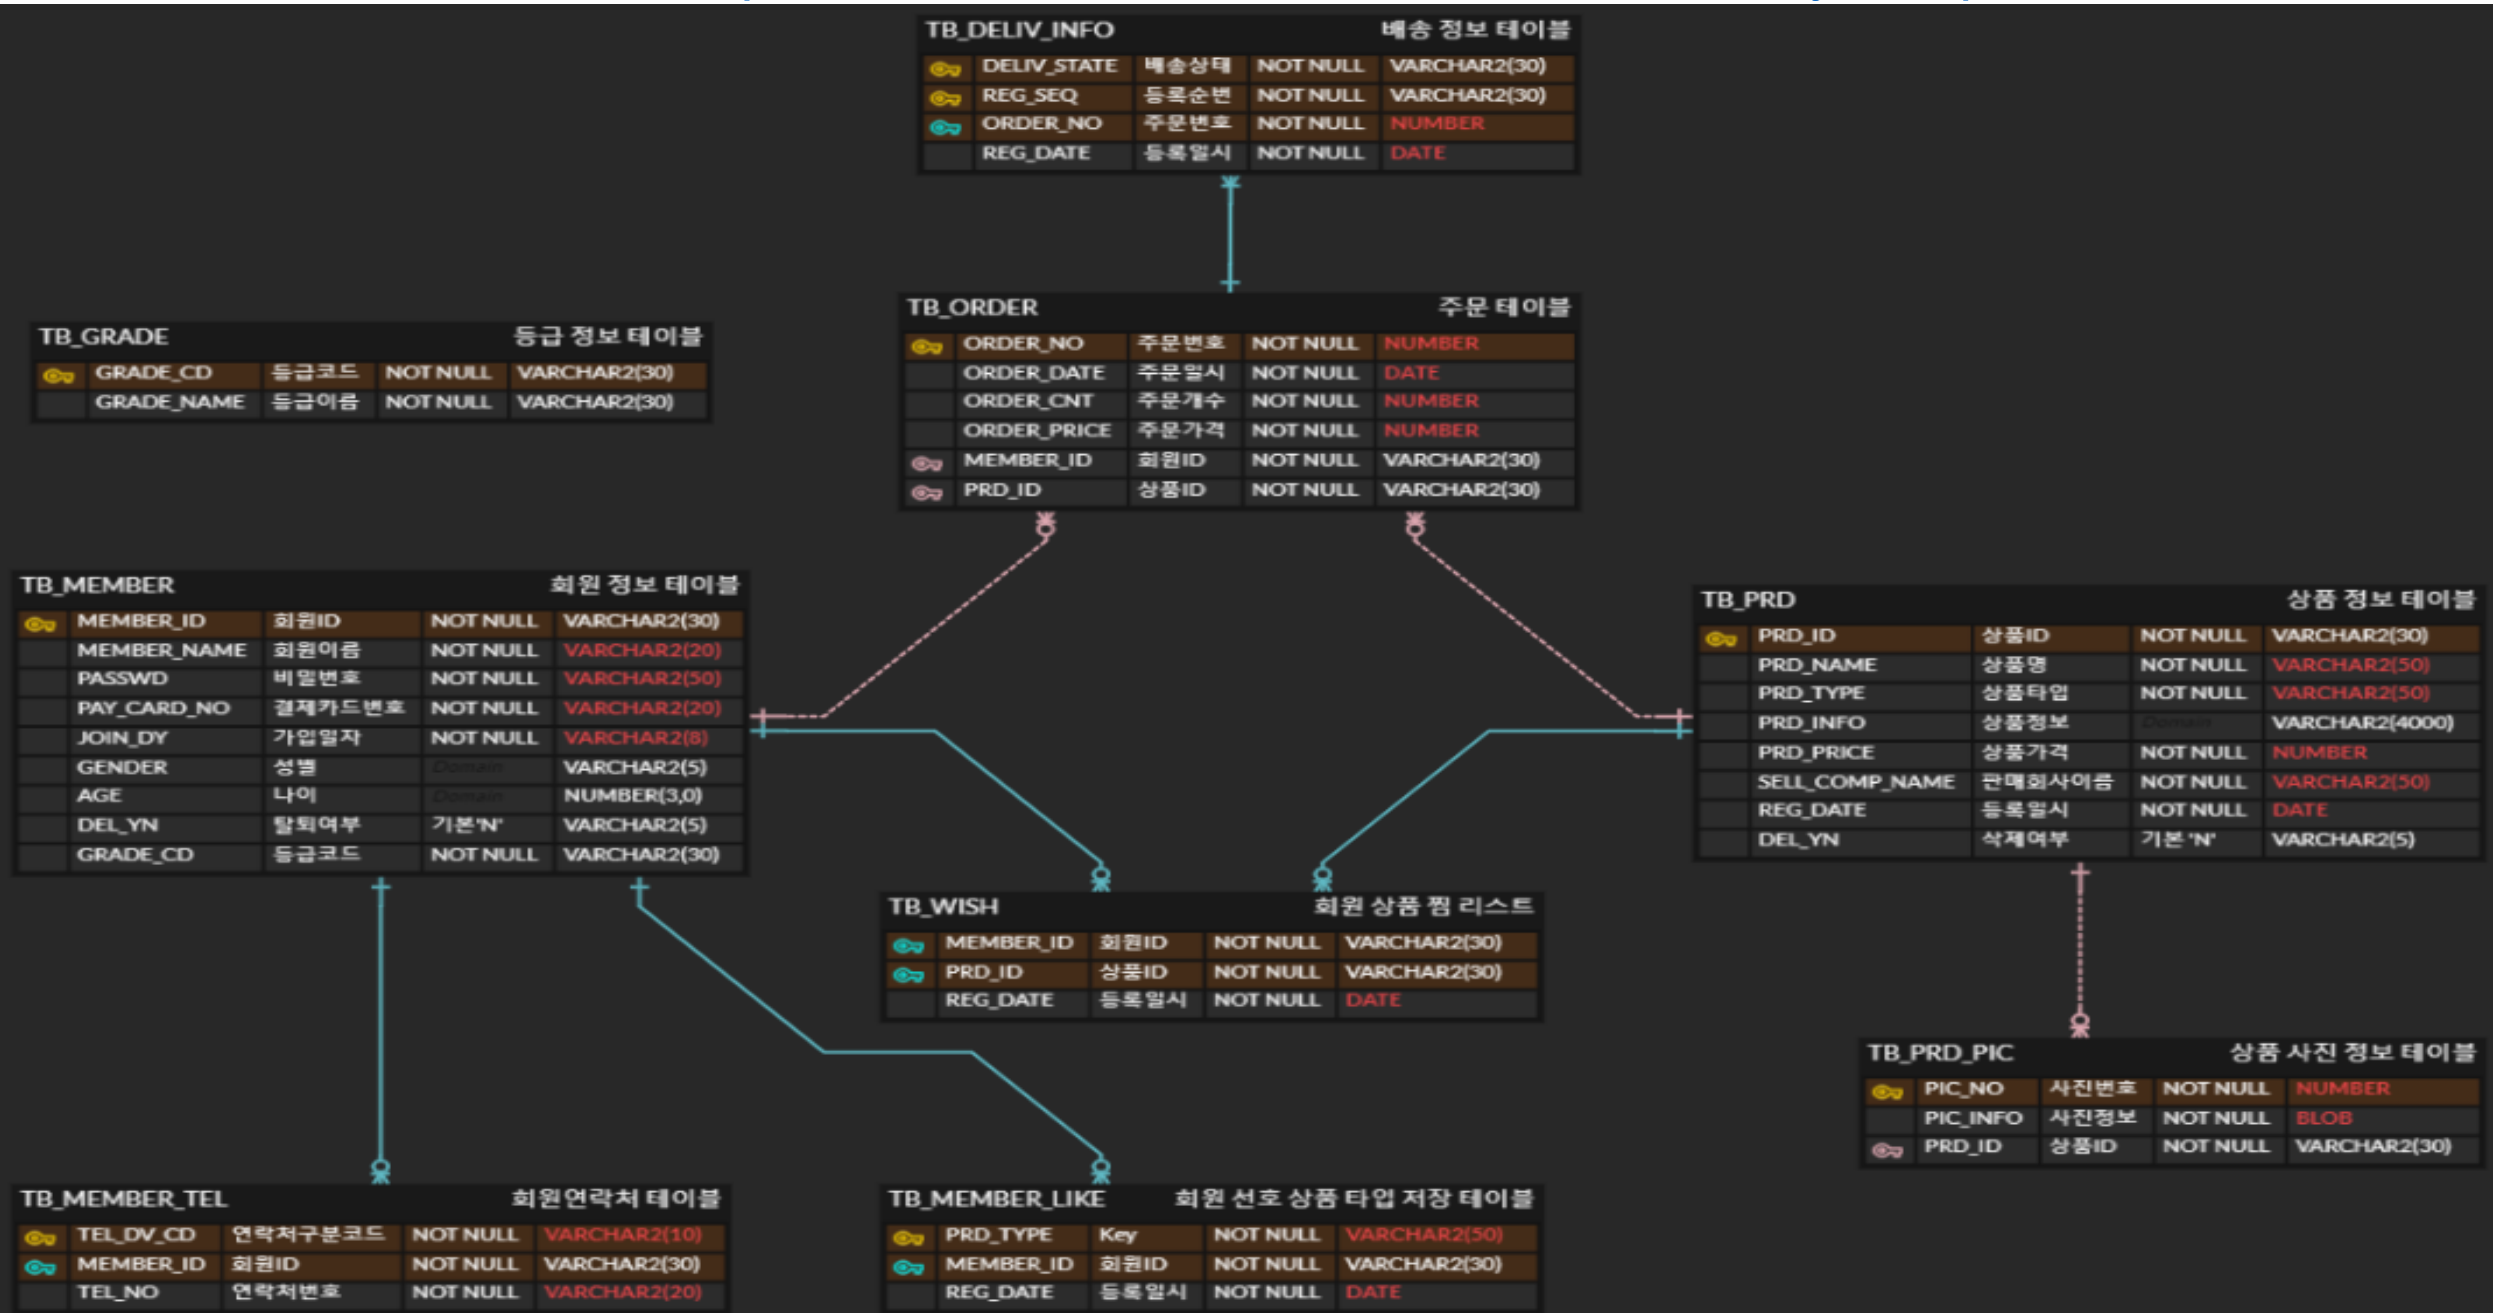 TB_DELIV_INFO 배송 정보 테이블
DELIV_STATE 배송상태 NOT NULL VARCHAR2(30)
REG_SEQ 등록순번 NOT NULL VARCHAR2(30)
ORDER_NO 주문번호 NOT NULL NUMBER
REG_DATE 등록일시 NOT NULL DATE
TB_GRADE 등급 정보 테이블
GRADE_CD 등급코드 NOT NULL VARCHAR2(30)
GRADE_NAME 등급이름 NOT NULL VARCHAR2(30)
TB_ORDER 주문 테이블
ORDER_NO 주문번호 NOT NULL NUMBER
ORDER_DATE 주문일시 NOT NULL DATE
ORDER_CNT 주문개수 NOT NULL NUMBER
ORDER_PRICE 주문가격 NOT NULL NUMBER
MEMBER_ID 회원ID NOT NULL VARCHAR2(30)
PRD_ID 상품ID NOT NULL VARCHAR2(30)
TB_MEMBER 회원 정보 테이블
MEMBER_ID 회원ID NOT NULL VARCHAR2(30)
MEMBER_NAME 회원이름 NOT NULL VARCHAR2(20)
PASSWD 비밀번호 NOT NULL VARCHAR2(50)
PAY_CARD_NO 결제카드번호 NOT NULL VARCHAR2(20)
JOIN_DY 가입일자 NOT NULL VARCHAR2(8)
GENDER 성별 Domain VARCHAR2(5)
AGE 나이 Domain NUMBER(3,0)
DEL_YN 탈퇴여부 기본'N' VARCHAR2(5)
GRADE_CD 등급코드 NOT NULL VARCHAR2(30)
TB_PRD 상품 정보 테이블
PRD_ID 상품ID NOT NULL VARCHAR2(30)
PRD_NAME 상품명 NOT NULL VARCHAR2(50)
PRD_TYPE 상품타입 NOT NULL VARCHAR2(50)
PRD_INFO 상품정보 Domain VARCHAR2(4000)
PRD_PRICE 상품가격 NOT NULL NUMBER
SELL_COMP_NAME 판매회사이름 NOT NULL VARCHAR2(50)
REG_DATE 등록일시 NOT NULL DATE
DEL_YN 삭제여부 기본 'N' VARCHAR2(5)
TB_WISH 회원 상품 찜 리스트
MEMBER_ID 회원ID NOT NULL VARCHAR2(30)
PRD_ID 상품ID NOT NULL VARCHAR2(30)
REG_DATE 등록일시 NOT NULL DATE
TB_PRD_PIC 상품 사진 정보 테이블
PIC_NO 사진번호 NOT NULL NUMBER
PIC_INFO 사진정보 NOT NULL BLOB
PRD_ID 상품ID NOT NULL VARCHAR2(30)
TB_MEMBER_TEL 회원연락처 테이블
TEL_DV_CD 연락처구분코드 NOT NULL VARCHAR2(10)
MEMBER_ID 회원ID NOT NULL VARCHAR2(30)
TEL_NO 연락처번호 NOT NULL VARCHAR2(20)
TB_MEMBER_LIKE 회원 선호 상품 타입 저장 테이블
PRD_TYPE Key NOT NULL VARCHAR2(50)
MEMBER_ID 회원ID NOT NULL VARCHAR2(30)
REG_DATE 등록일시 NOT NULL DATE